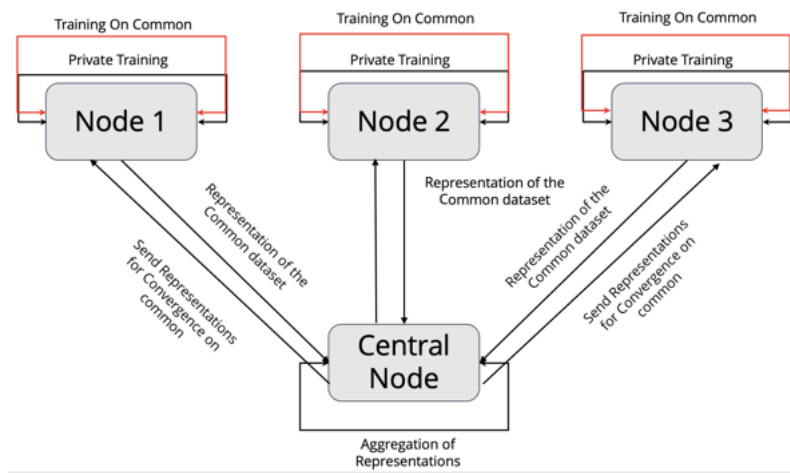 Training On Common
Private Training
Node 1
Training On Common
Private Training
Node 2
Training On Common
Private Training
Node 3
Representation of the
Common dataset
Send Representations
for Convergence on
common
Representation of the
Common dataset
Representation of the
Common dataset
Send Representations
for Convergence on
common
Central
Node
Aggregation of
Representations